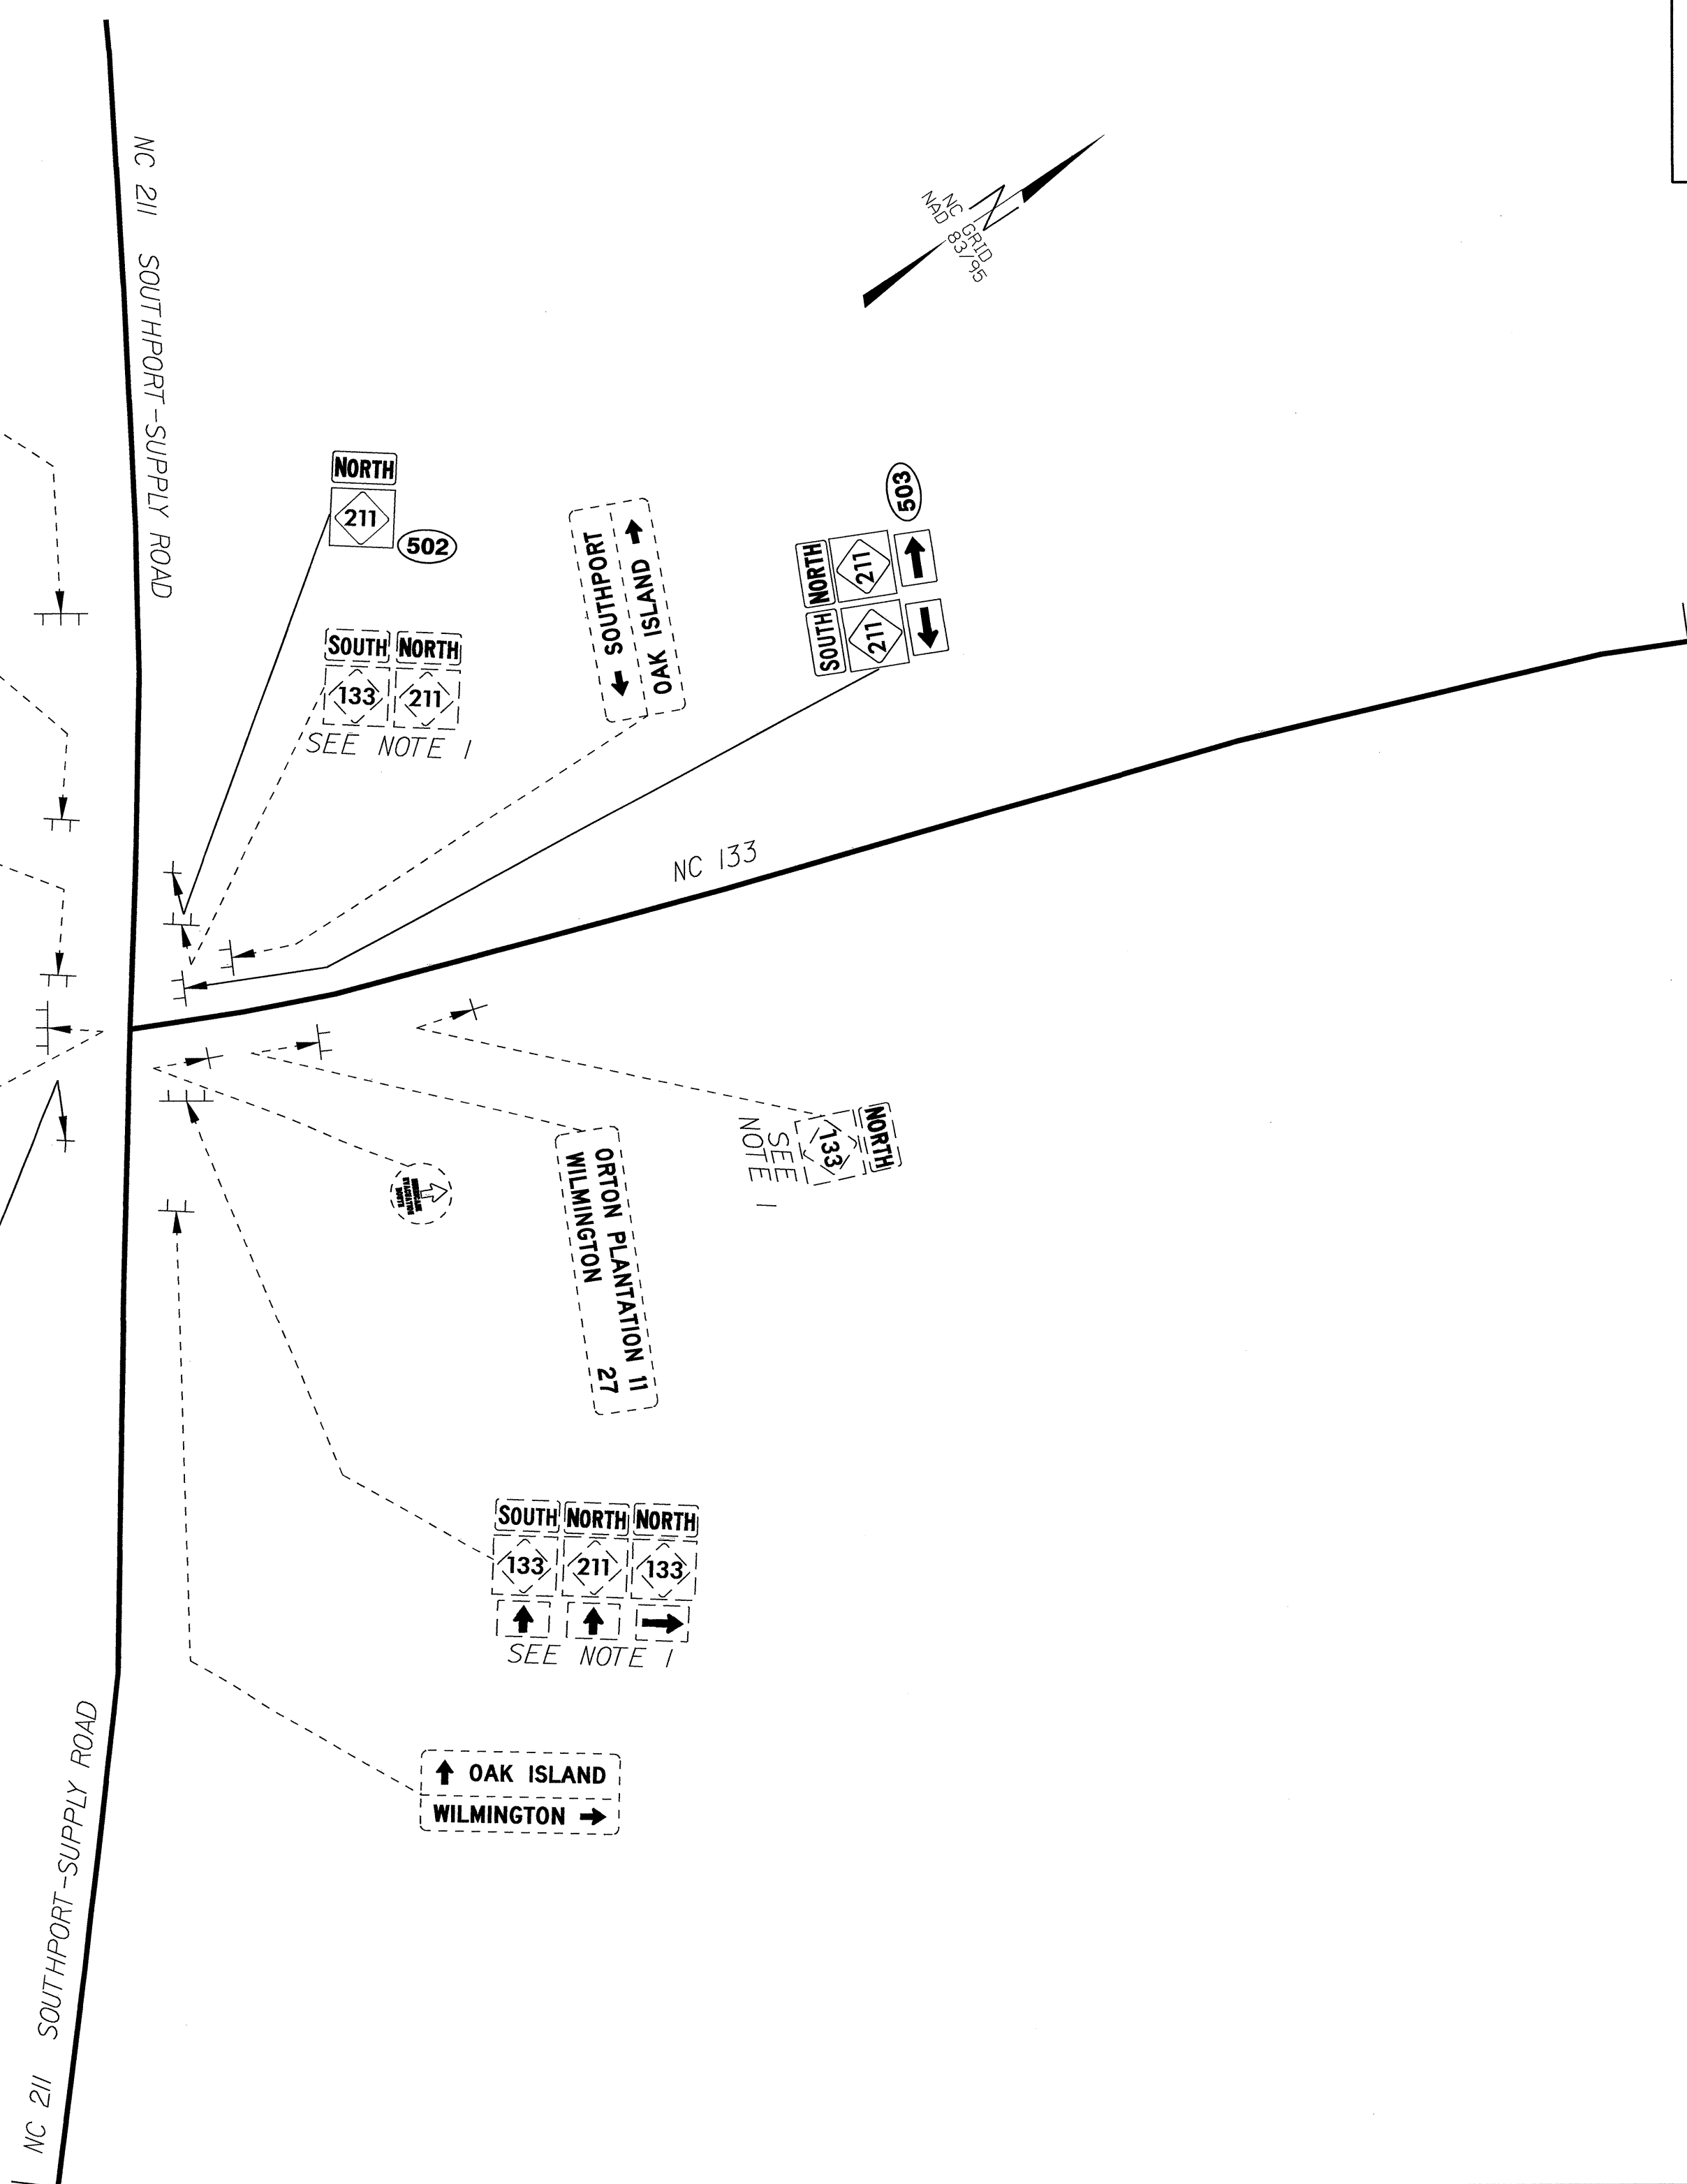 NC 211 SOUTHPORT-SUPPLY ROAD
NC GRID
NAD 83/95
NORTH
211
502
SOUTH NORTH
133 211
SEE NOTE 1
← SOUTHPORT
OAK ISLAND →
503
NORTH 211 ↑
SOUTH 211 ↓
NC 133
NORTH
133
SEE
NOTE 1
HURRICANE
EVACUATION
ROUTE
ORTON PLANTATION 11
WILMINGTON 27
SOUTH NORTH NORTH
133 211 133
↑ ↑ →
SEE NOTE 1
↑ OAK ISLAND
WILMINGTON →
NC 211 SOUTHPORT-SUPPLY ROAD